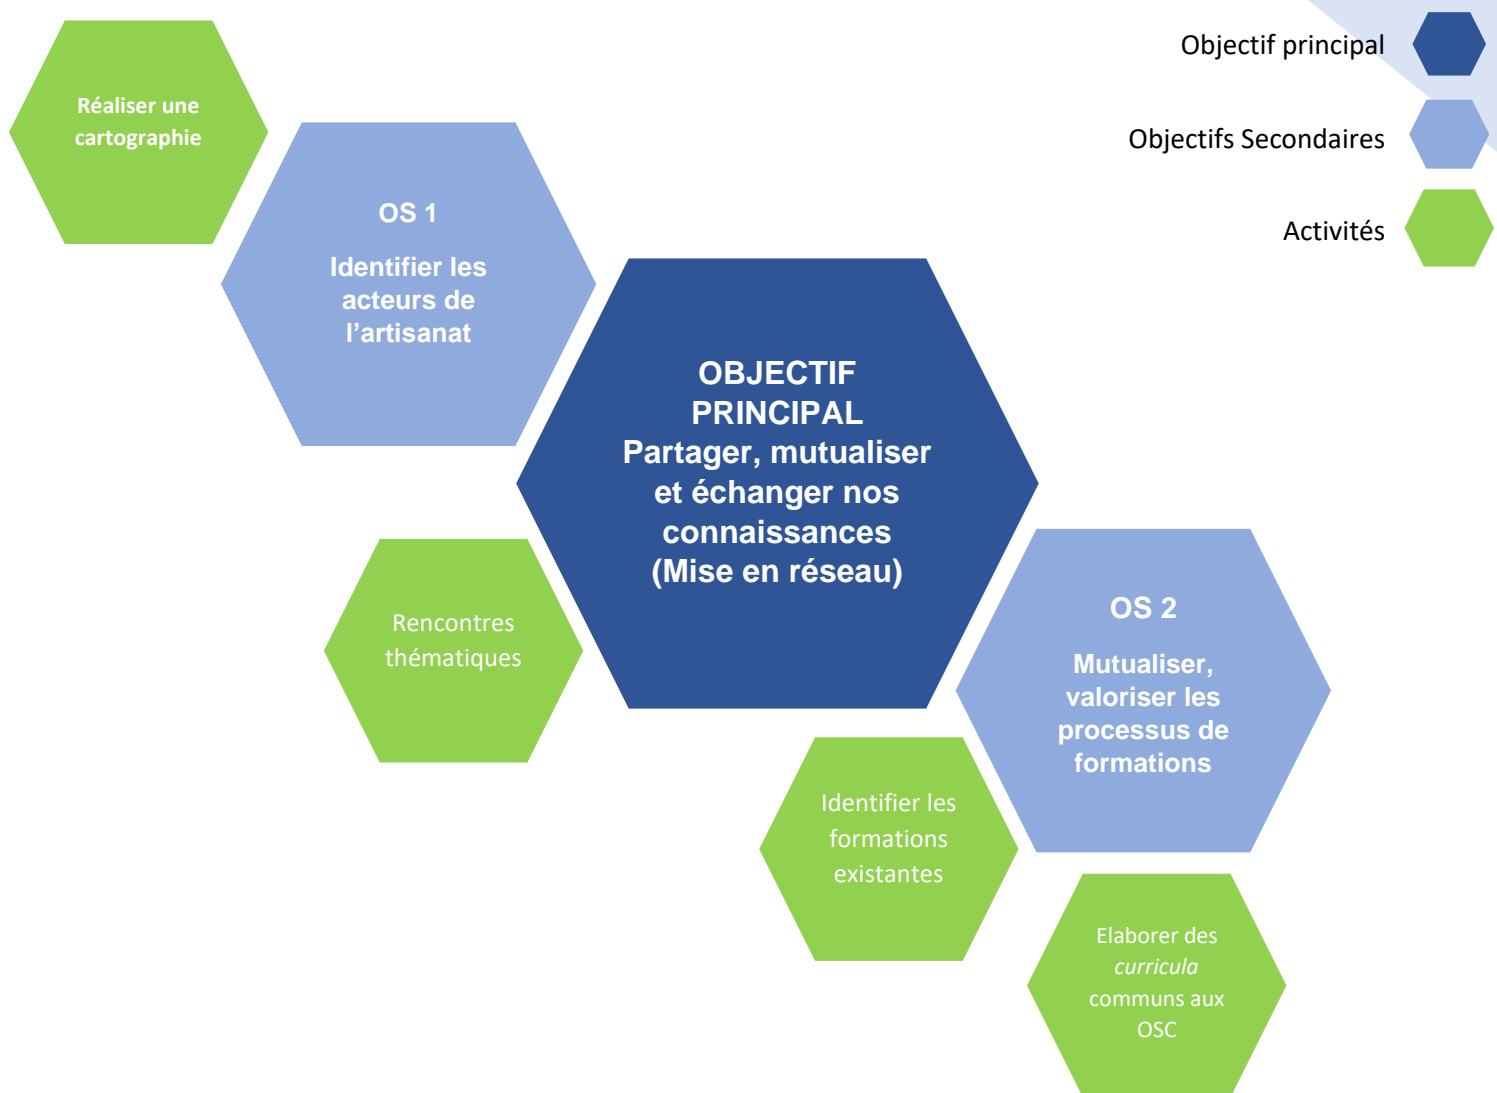 Objectif principal
Objectifs Secondaires
Activités
Réaliser une
cartographie
OS 1
Identifier les
acteurs de
l’artisanat
OBJECTIF
PRINCIPAL
Partager, mutualiser
et échanger nos
connaissances
(Mise en réseau)
Rencontres
thématiques
OS 2
Mutualiser,
valoriser les
processus de
formations
Identifier les
formations
existantes
Elaborer des
curricula
communs aux
OSC